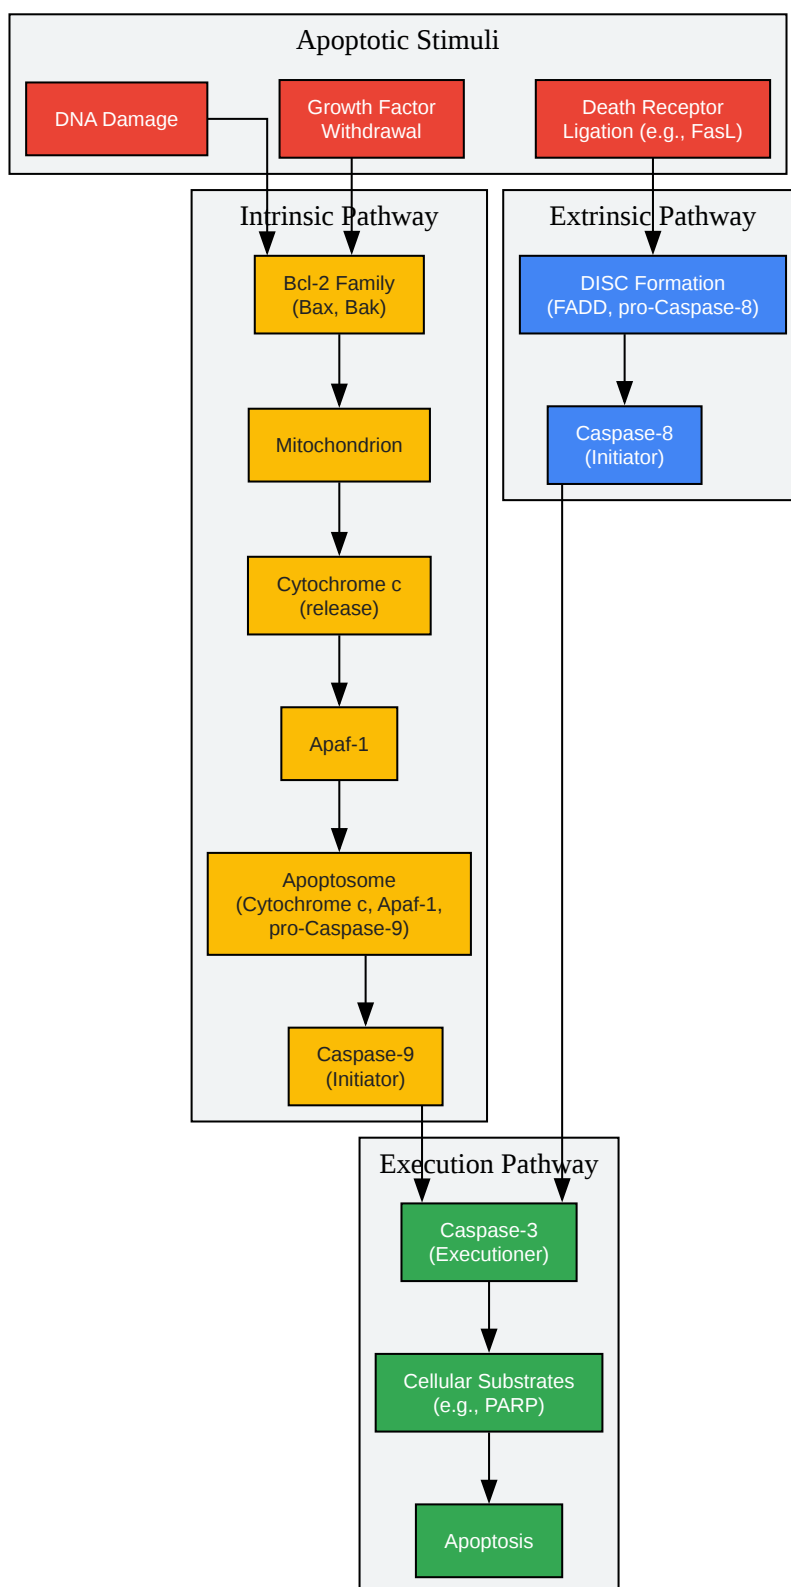 Apoptotic Stimuli
DNA Damage
Growth Factor
Withdrawal
Death Receptor
Ligation (e.g., FasL)
Intrinsic Pathway
Bcl-2 Family
(Bax, Bak)
Mitochondrion
Cytochrome c
(release)
Apaf-1
Apoptosome
(Cytochrome c, Apaf-1,
pro-Caspase-9)
Caspase-9
(Initiator)
Extrinsic Pathway
DISC Formation
(FADD, pro-Caspase-8)
Caspase-8
(Initiator)
Execution Pathway
Caspase-3
(Executioner)
Cellular Substrates
(e.g., PARP)
Apoptosis